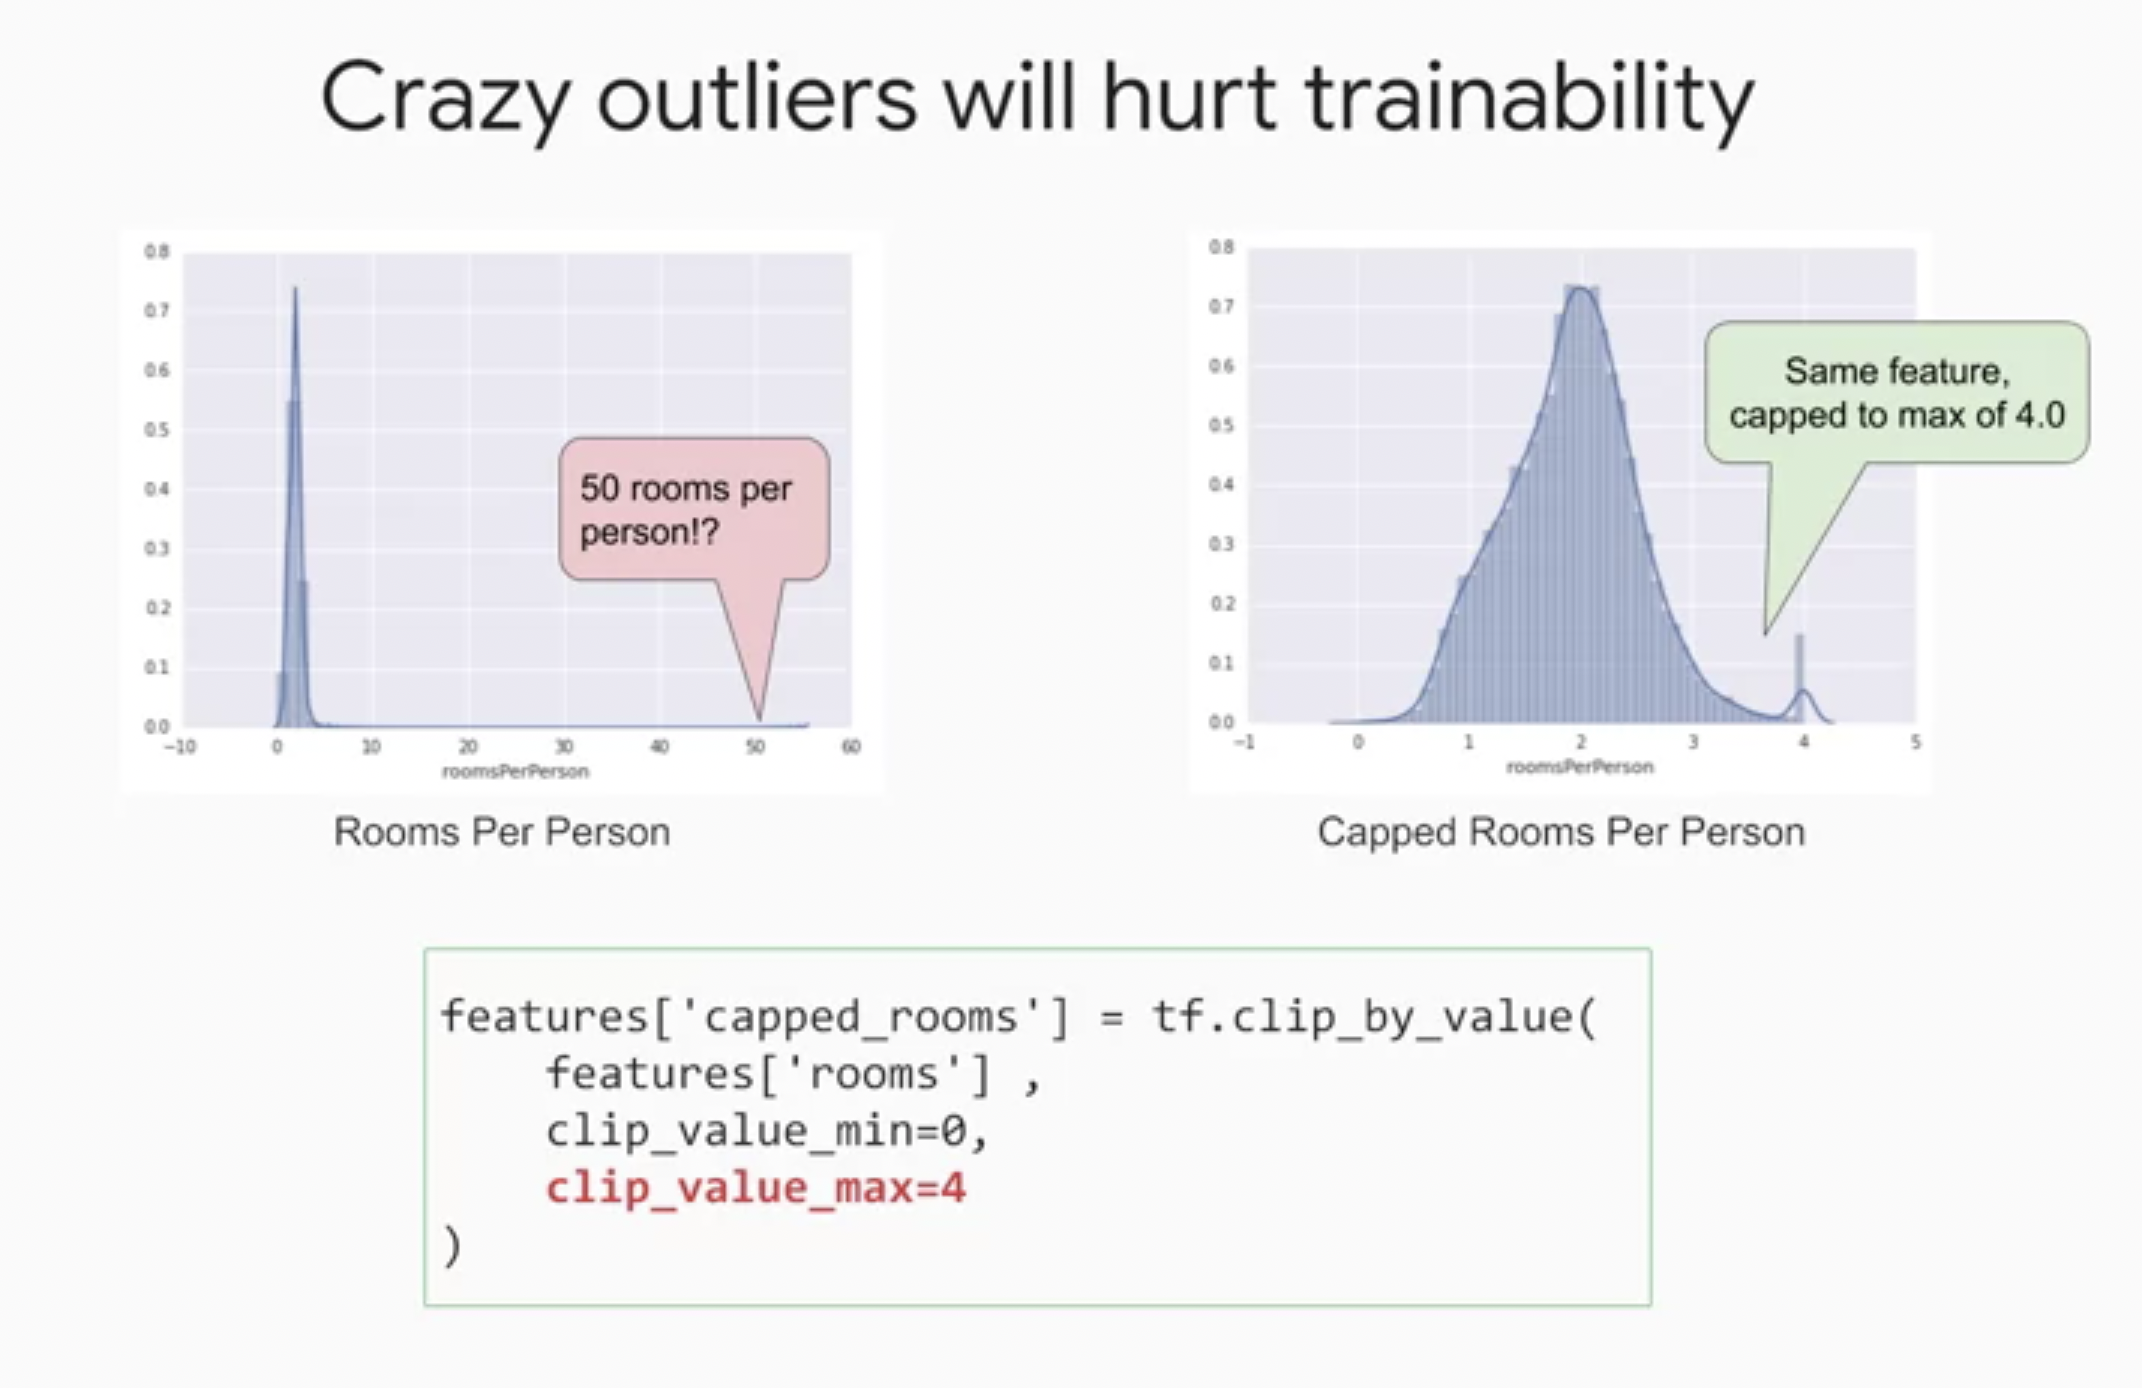 Crazy outliers will hurt trainability
0.8
0.7
0.6
0.5
0.4
0.3
0.2
0.1
0.0
−10 0 10 20 30 40 50 60
roomsPerPerson
50 rooms per
person!?
Rooms Per Person
0.8
0.7
0.6
0.5
0.4
0.3
0.2
0.1
0.0
−1 0 1 2 3 4 5
roomsPerPerson
Same feature,
capped to max of 4.0
Capped Rooms Per Person
features['capped_rooms'] = tf.clip_by_value(
    features['rooms'] ,
    clip_value_min=0,
    clip_value_max=4
)